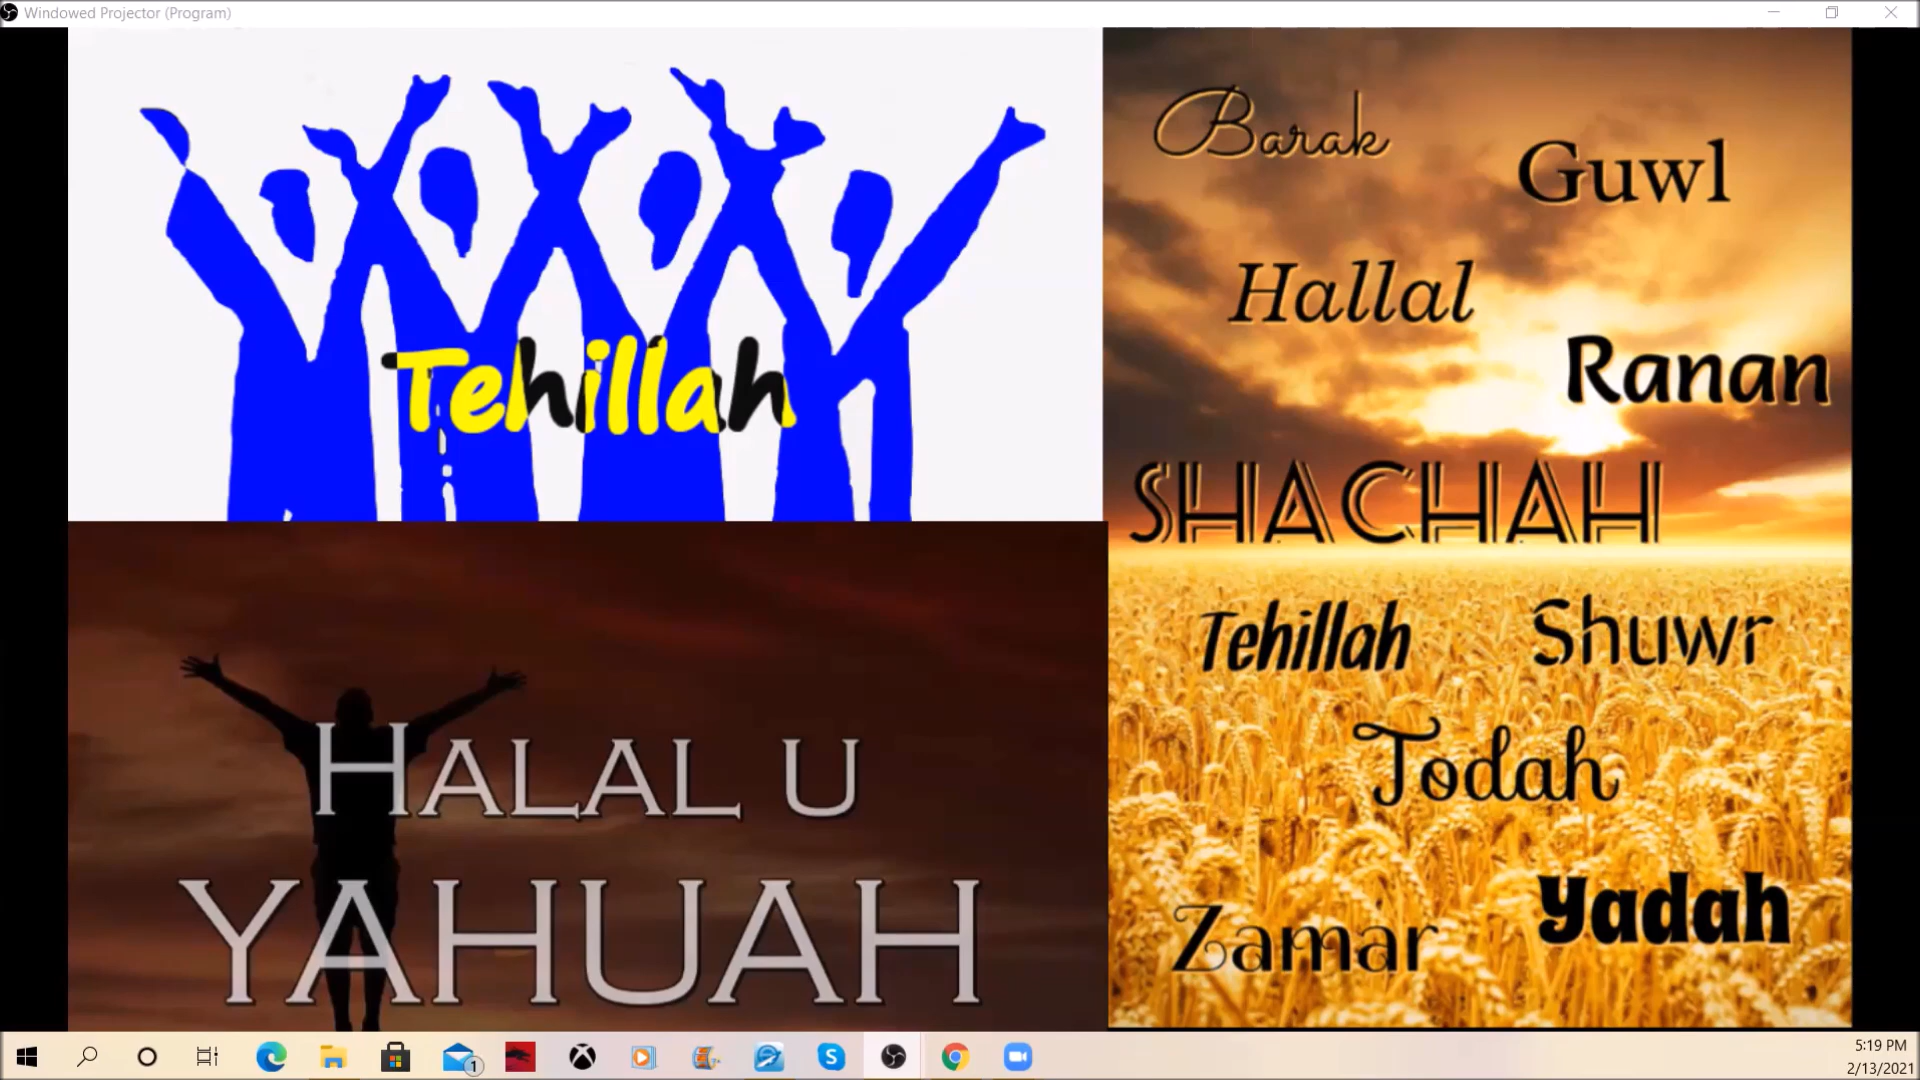 Windowed Projector (Program)
Tehillah
HALAL U
YAHUAH
Barak
Guwl
Hallal
Ranan
SHACHAH
Tehillah
Shuwr
Todah
Zamar
Yadah
1
5:19 PM
2/13/2021